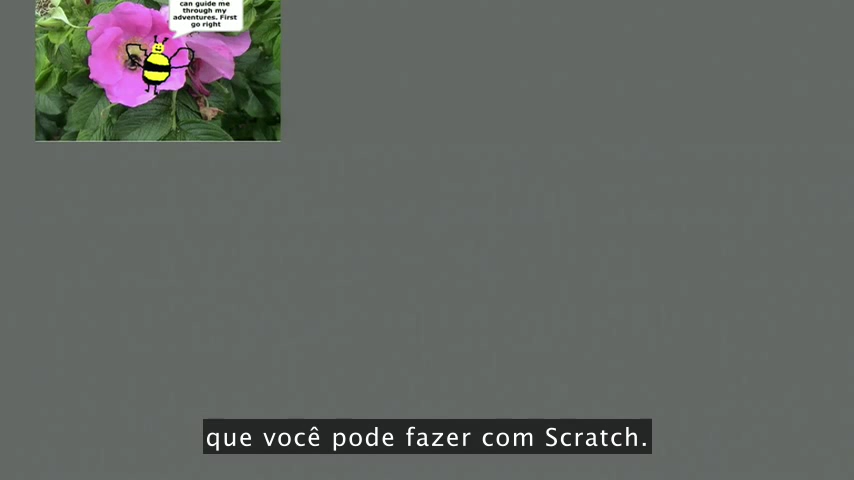 can guide me
through my
adventures. First
go right
que você pode fazer com Scratch.